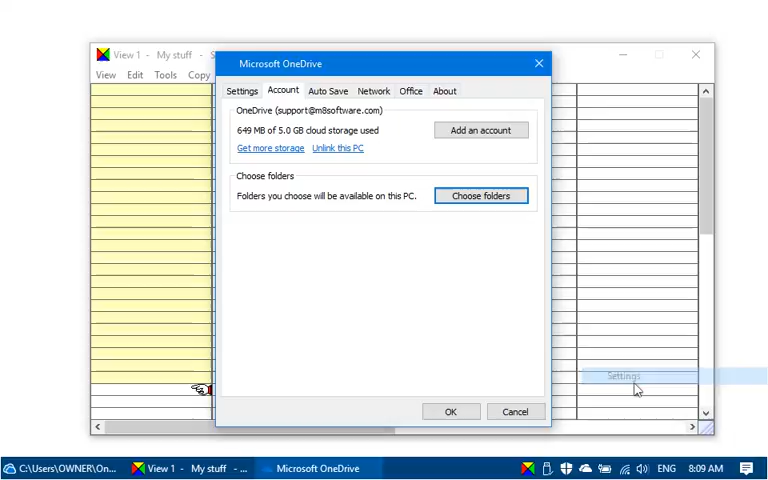 View 1 - My stuff - S
View Edit Tools Copy
Microsoft OneDrive
Settings Account Auto Save Network Office About
OneDrive (support@m8software.com)
649 MB of 5.0 GB cloud storage used
Add an account
Get more storage Unlink this PC
Choose folders
Folders you choose will be available on this PC.
Choose folders
Settings
OK Cancel
C:\Users\OWNER\On... View 1 - My stuff - ... Microsoft OneDrive ENG 8:09 AM